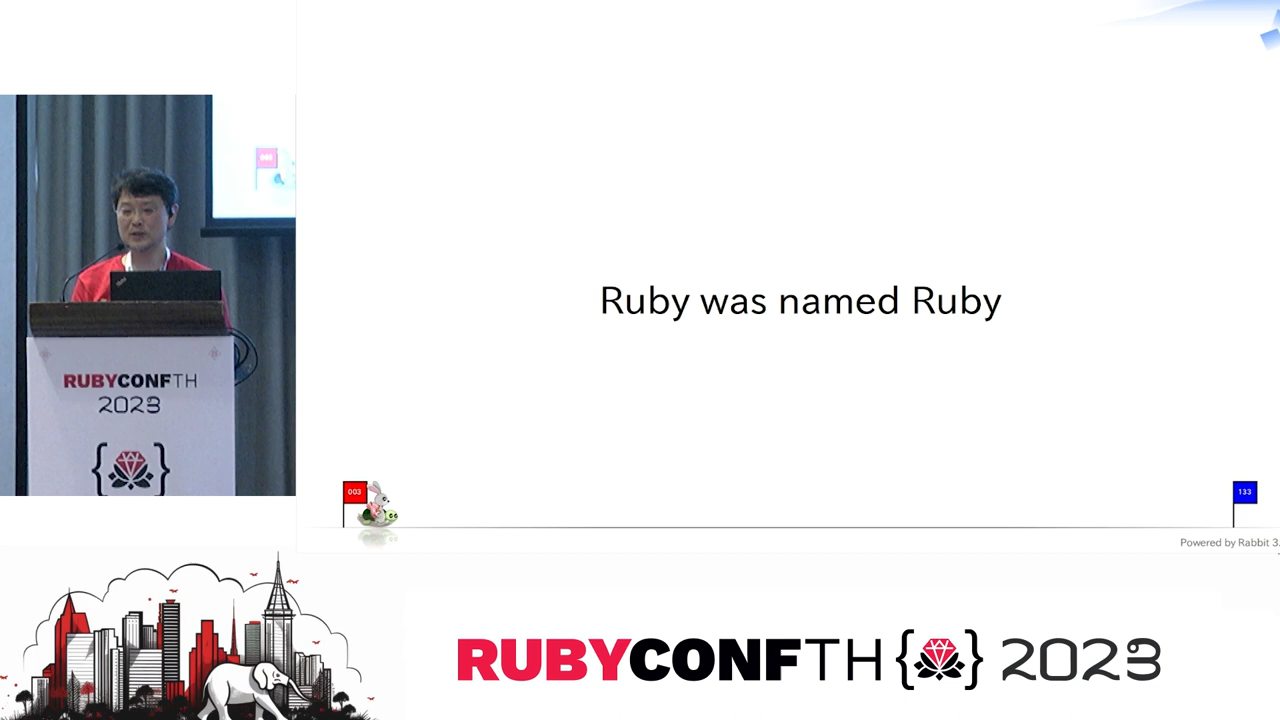 Ruby was named Ruby
003
133
Powered by Rabbit 3.
RUBYCONFTH
2023
RUBYCONFTH {} 2023